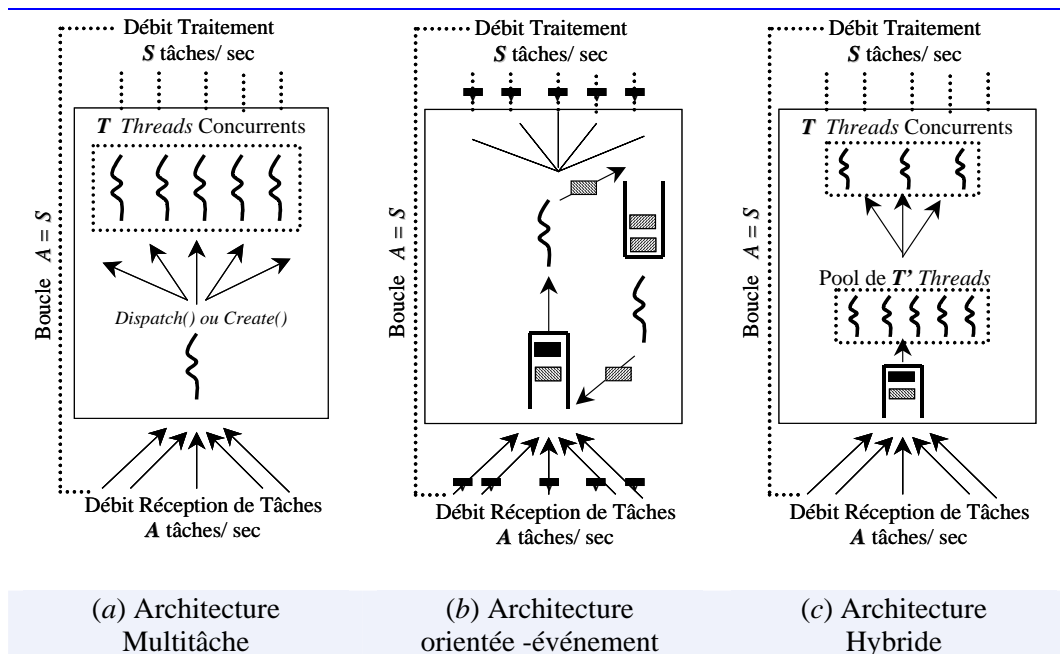 Débit Traitement
S tâches/ sec
T Threads Concurrents
Dispatch() ou Create()
Boucle A = S
Débit Réception de Tâches
A tâches/ sec
(a) Architecture
Multitâche
Débit Traitement
S tâches/ sec
Boucle A = S
Débit Réception de Tâches
A tâches/ sec
(b) Architecture
orientée -événement
Débit Traitement
S tâches/ sec
T Threads Concurrents
Pool de T’ Threads
Boucle A = S
Débit Réception de Tâches
A tâches/ sec
(c) Architecture
Hybride